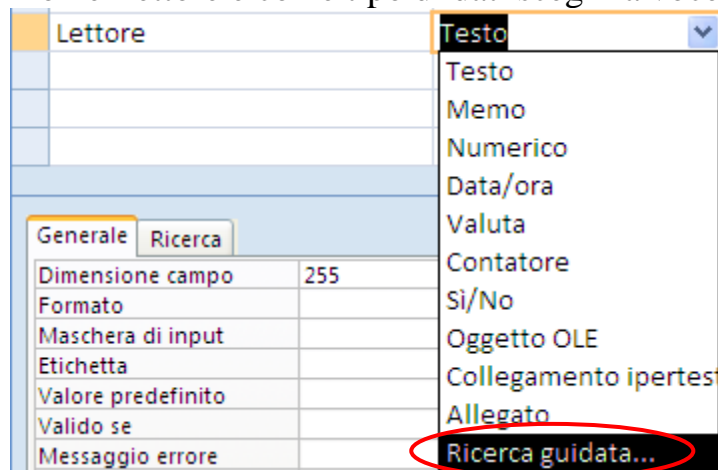 Lettore Testo
Testo
Memo
Numerico
Data/ora
Valuta
Contatore
Sì/No
Oggetto OLE
Collegamento ipertest
Allegato
Ricerca guidata...
Generale Ricerca
Dimensione campo 255
Formato
Maschera di input
Etichetta
Valore predefinito
Valido se
Messaggio errore